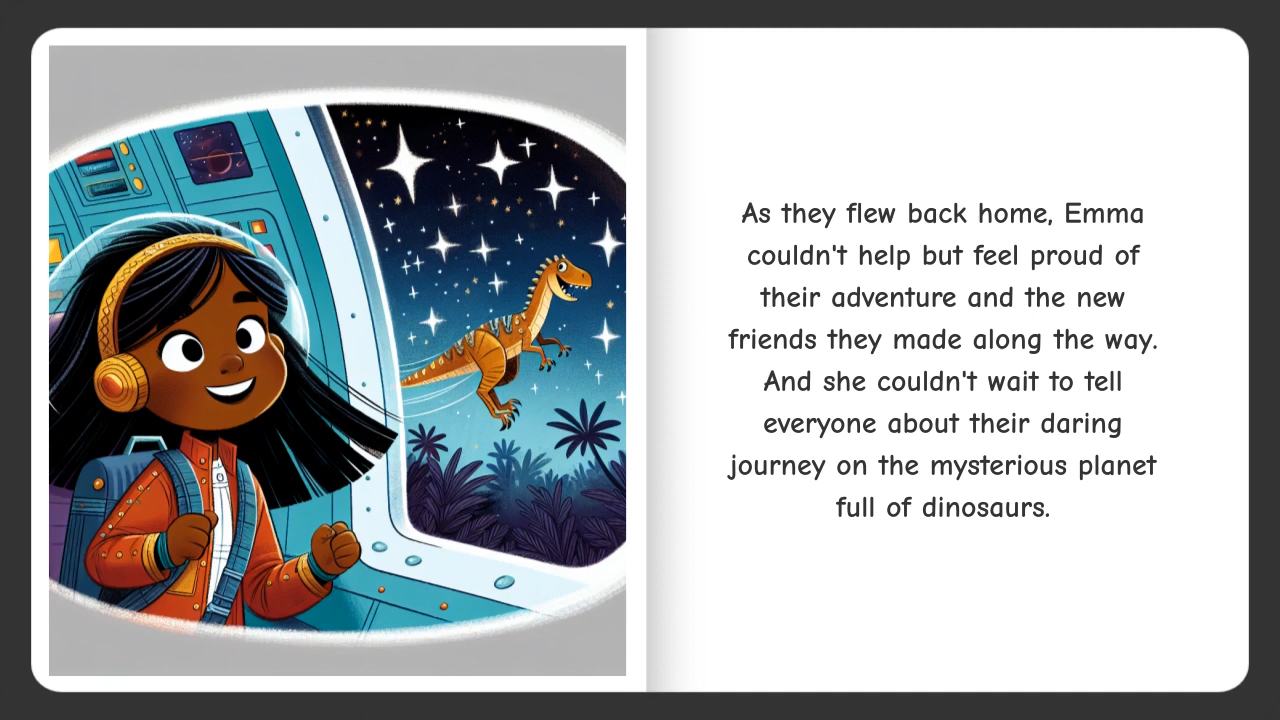 As they flew back home, Emma
couldn't help but feel proud of
their adventure and the new
friends they made along the way.
And she couldn't wait to tell
everyone about their daring
journey on the mysterious planet
full of dinosaurs.